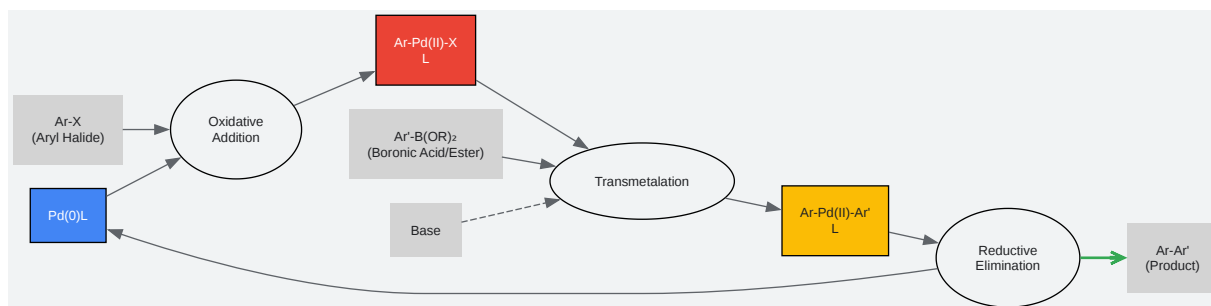 Ar-Pd(II)-X
L
Ar-X
(Aryl Halide)
Oxidative
Addition
Ar'-B(OR)₂
(Boronic Acid/Ester)
Transmetalation
Pd(0)L
Base
Ar-Pd(II)-Ar'
L
Reductive
Elimination
Ar-Ar'
(Product)